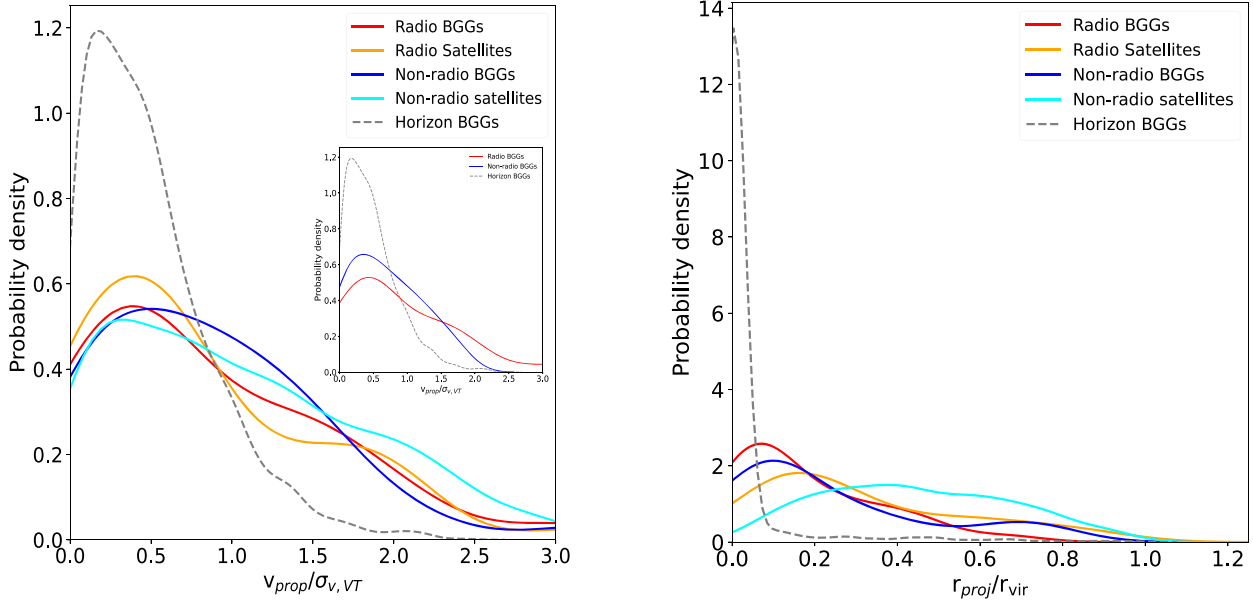 1.2
1.0
0.8
0.6
0.4
0.2
0.0
Probability density
0.0 0.5 1.0 1.5 2.0 2.5 3.0
v_prop/σ_v, VT
Radio BGGs
Radio Satellites
Non-radio BGGs
Non-radio satellites
Horizon BGGs
1.2
1.0
0.8
0.6
0.4
0.2
0.0
Probability density
0.0 0.5 1.0 1.5 2.0 2.5 3.0
v_prop/σ_v, VT
Radio BGGs
Non-radio BGGs
Horizon BGGs
14
12
10
8
6
4
2
0
Probability density
0.0 0.2 0.4 0.6 0.8 1.0 1.2
r_proj/r_vir
Radio BGGs
Radio Satellites
Non-radio BGGs
Non-radio satellites
Horizon BGGs